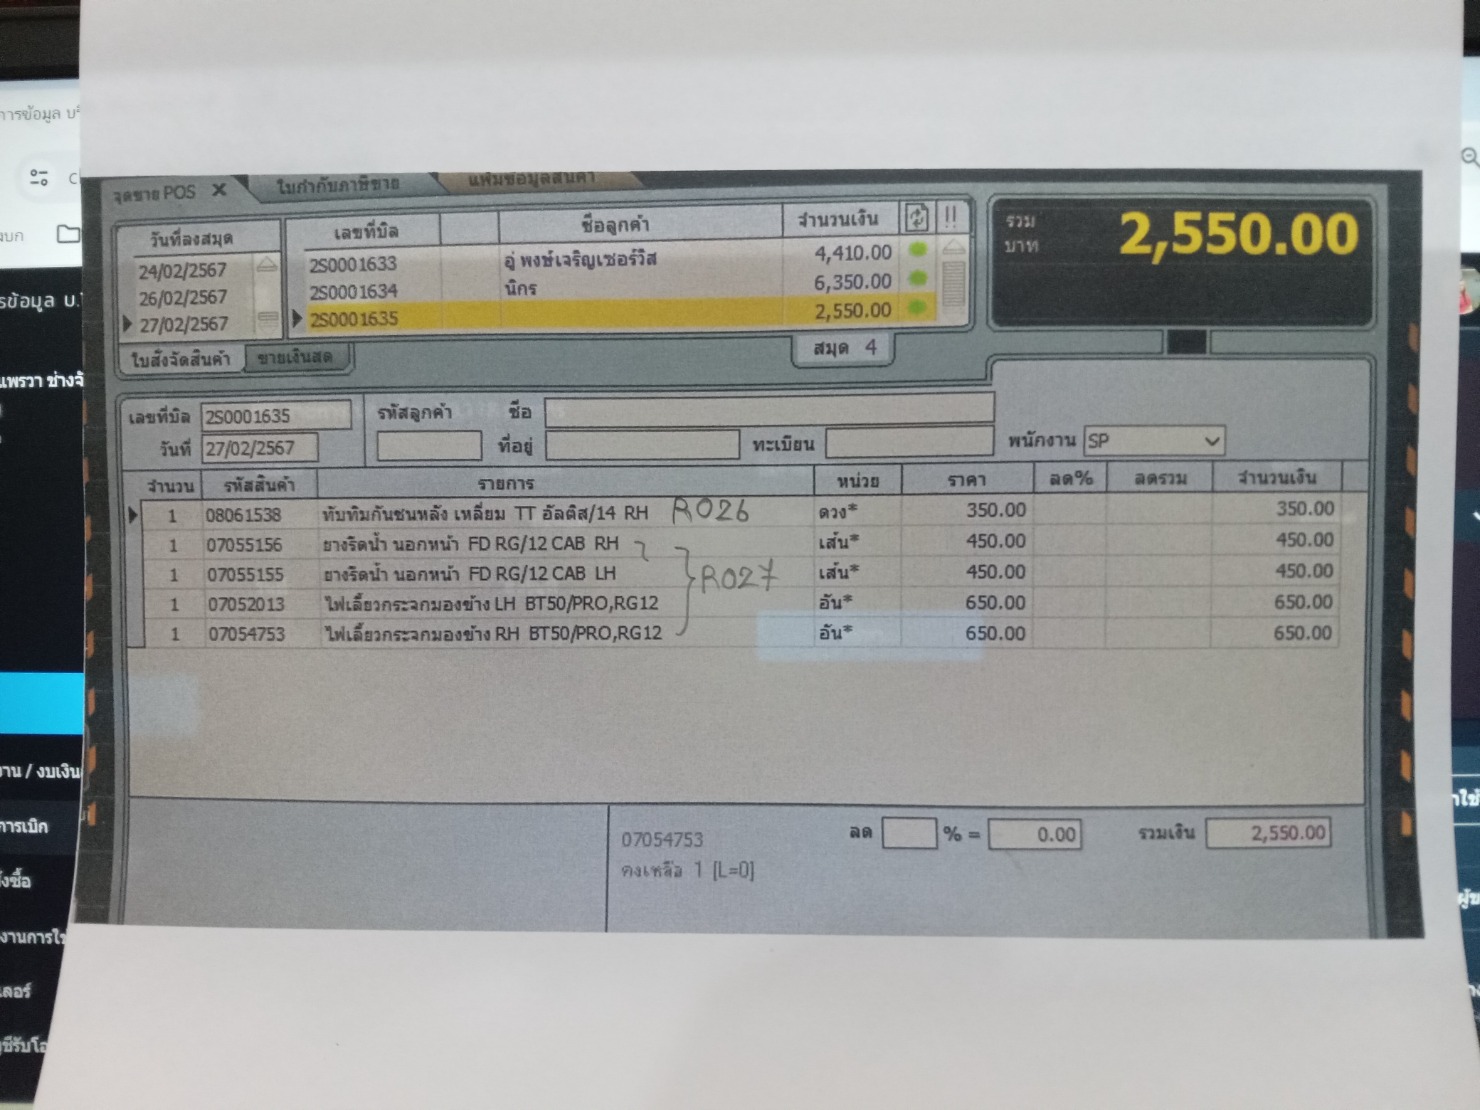 การข้อมูล
จุดขาย POS X ใบกำกับภาษีขาย แฟ้มข้อมูลสินค้า
วันที่ลงสมุด เลขที่บิล ชื่อลูกค้า จำนวนเงิน !! รวม บาท 2,550.00
24/02/2567 2S0001633 อู่ พงษ์เจริญเซอร์วิส 4,410.00
26/02/2567 2S0001634 นิกร 6,350.00
27/02/2567 2S0001635 2,550.00
ใบสั่งจัดสินค้า ขายเงินสด สมุด 4
เลขที่บิล 2S0001635 รหัสลูกค้า ชื่อ
วันที่ 27/02/2567 ที่อยู่ ทะเบียน พนักงาน SP
จำนวน รหัสสินค้า รายการ หน่วย ราคา ลด% ลดรวม จำนวนเงิน
1 08061538 ทับทิมกันชนหลัง เหลี่ยม TT อัลติส/14 RH R026 ดวง* 350.00 350.00
1 07055156 ยางรีดน้ำ นอกหน้า FD RG/12 CAB RH เส้น* 450.00 450.00
1 07055155 ยางรีดน้ำ นอกหน้า FD RG/12 CAB LH R027 เส้น* 450.00 450.00
1 07052013 ไฟเลี้ยวกระจกมองข้าง LH BT50/PRO,RG12 อัน* 650.00 650.00
1 07054753 ไฟเลี้ยวกระจกมองข้าง RH BT50/PRO,RG12 อัน* 650.00 650.00
07054753 ลด % = 0.00 รวมเงิน 2,550.00
คงเหลือ 1 [L=0]
แพรวา
การเบิก